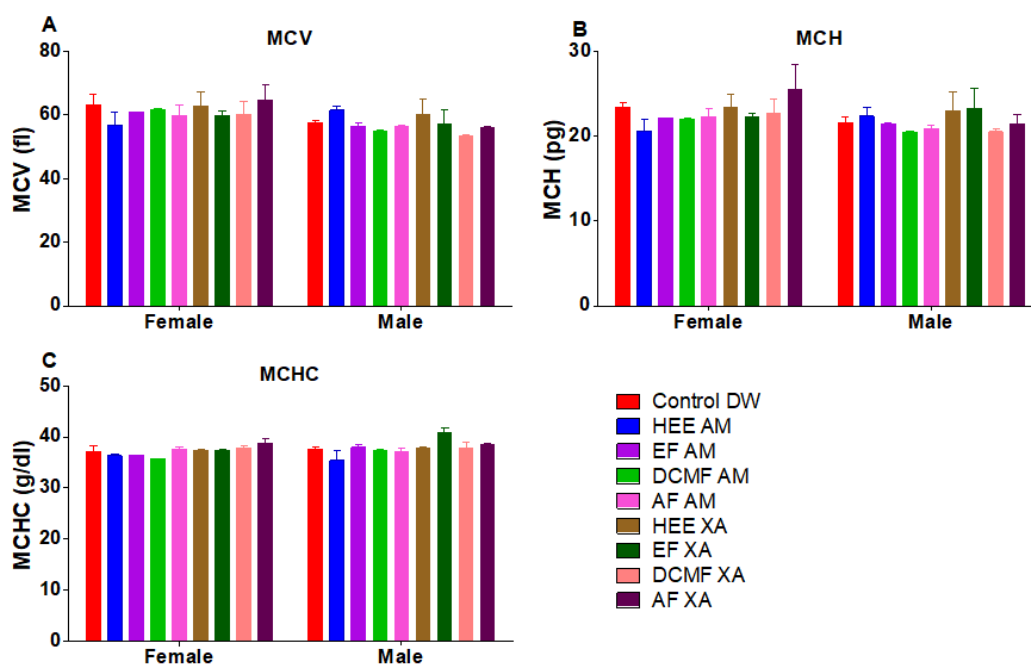 A
MCV
MCV (fl)
80
60
40
20
0
Female Male
B
MCH
MCH (pg)
30
20
10
0
Female Male
C
MCHC
MCHC (g/dl)
50
40
30
20
10
0
Female Male
Control DW
HEE AM
EF AM
DCMF AM
AF AM
HEE XA
EF XA
DCMF XA
AF XA